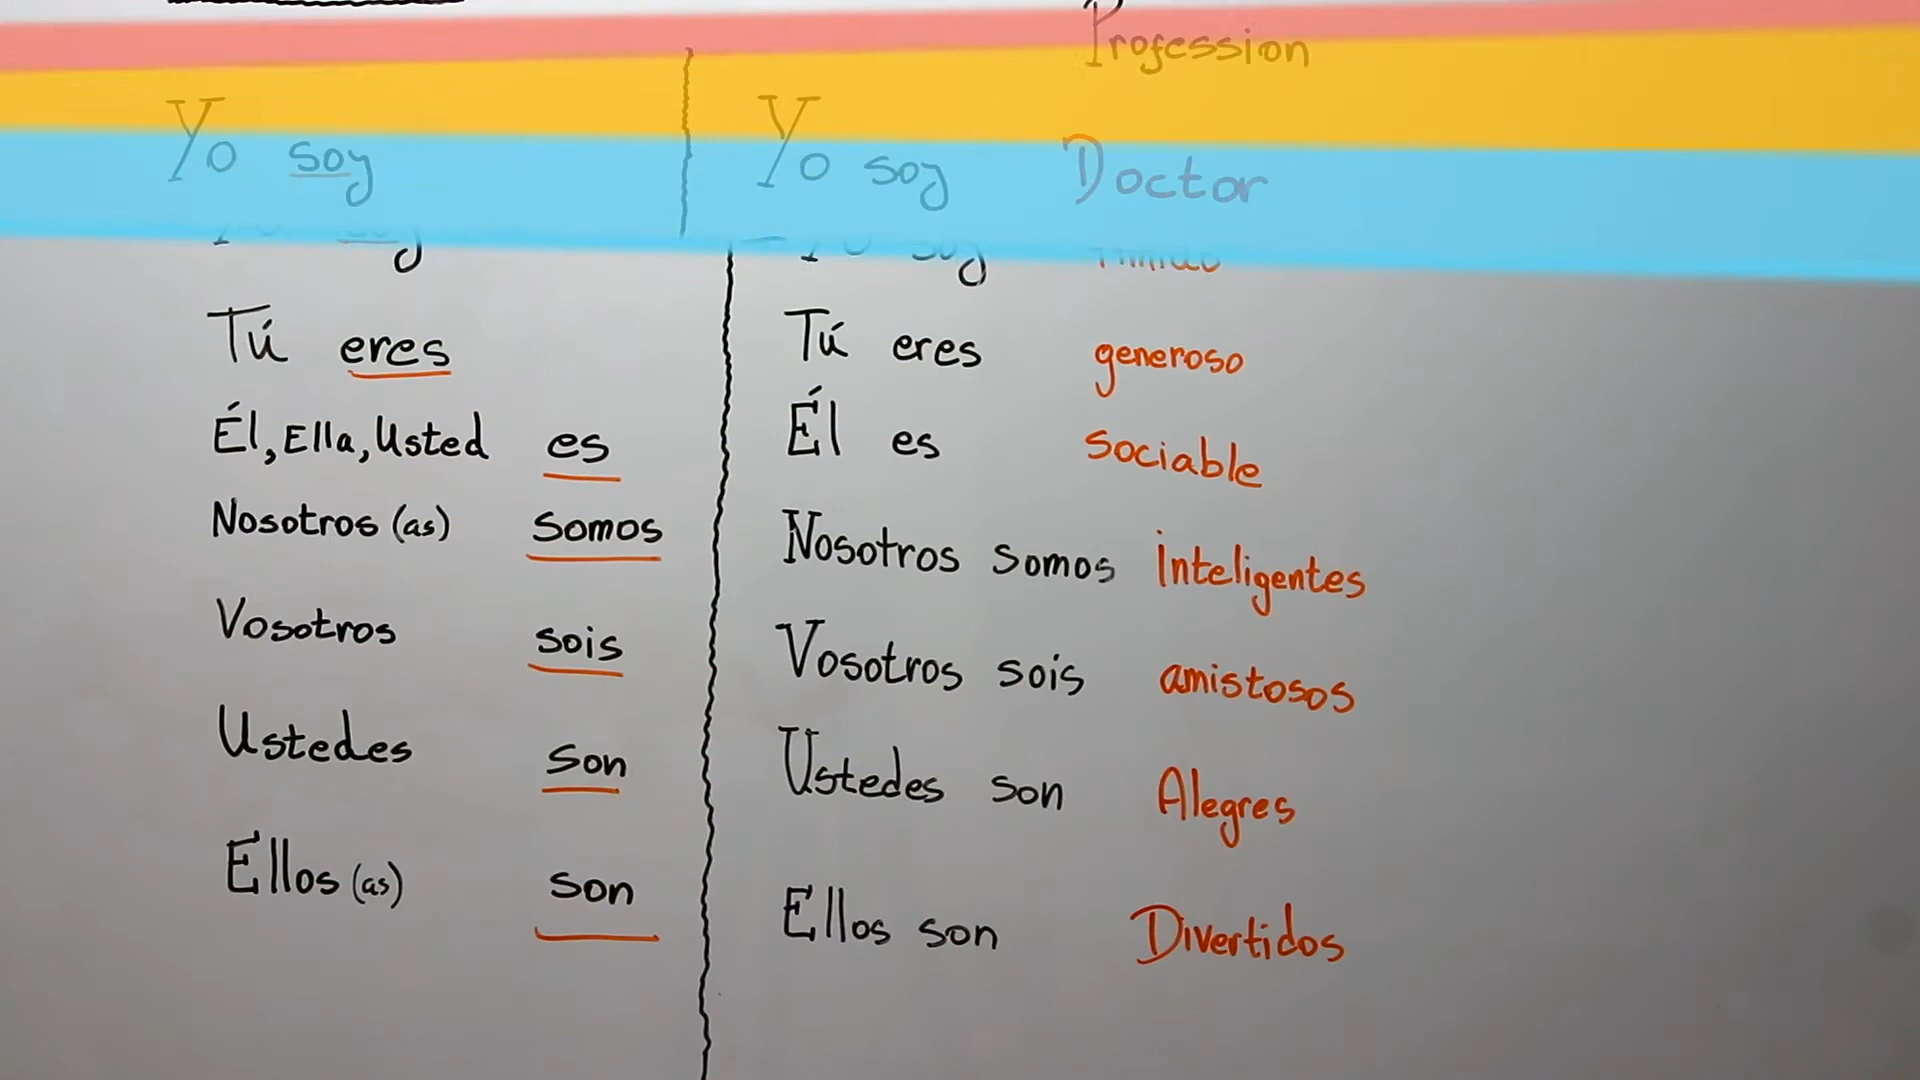 Profession
Yo soy Yo soy Doctor
Tú eres Tú eres generoso
Él, Ella, Usted es Él es sociable
Nosotros (as) somos Nosotros somos inteligentes
Vosotros sois Vosotros sois amistosos
Ustedes son Ustedes son Alegres
Ellos (as) son Ellos son Divertidos